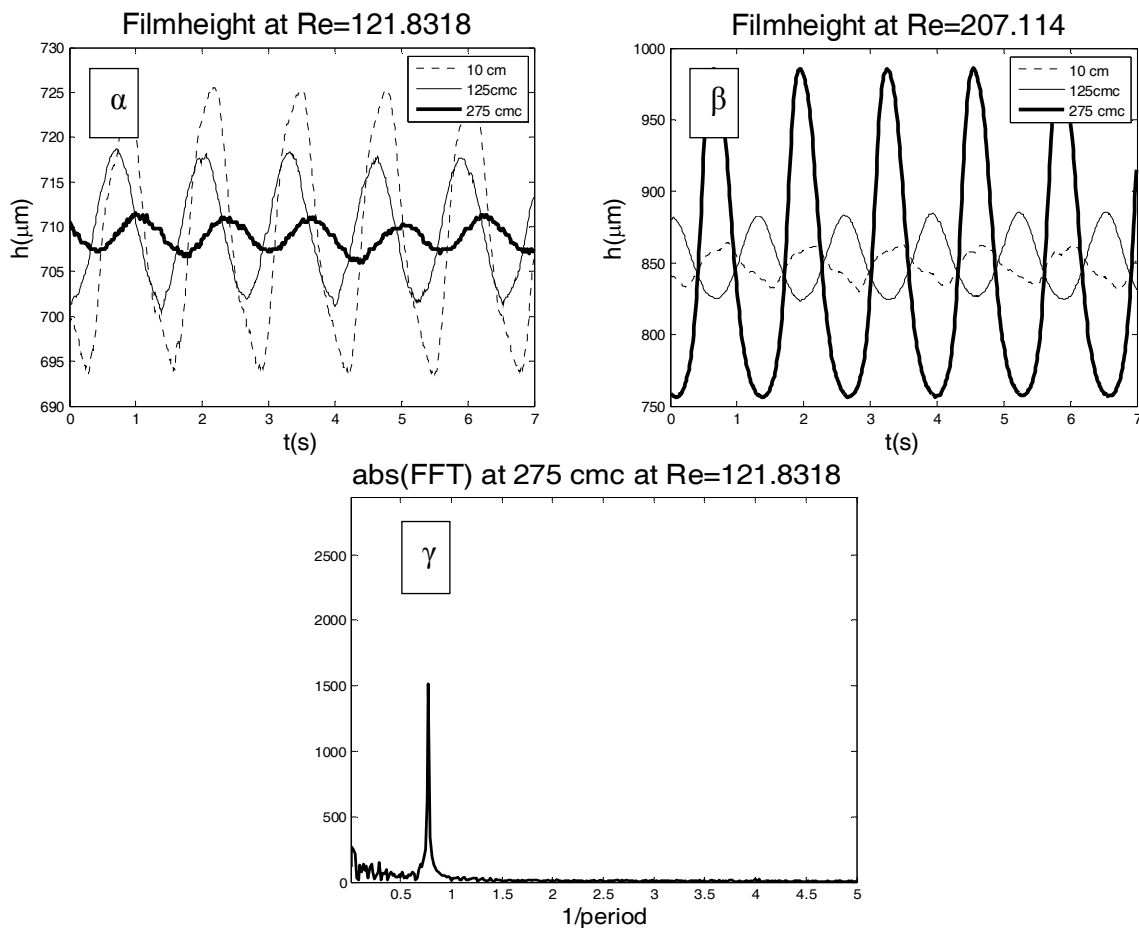 Filmheight at Re=121.8318
730
725
720
715
710
705
700
695
690
h(μm)
0 1 2 3 4 5 6 7
t(s)
α
10 cm
125cmc
275 cmc
Filmheight at Re=207.114
1000
950
900
850
800
750
h(μm)
0 1 2 3 4 5 6 7
t(s)
β
10 cm
125cmc
275 cmc
abs(FFT) at 275 cmc at Re=121.8318
2500
2000
1500
1000
500
0
0.5 1 1.5 2 2.5 3 3.5 4 4.5 5
1/period
γ